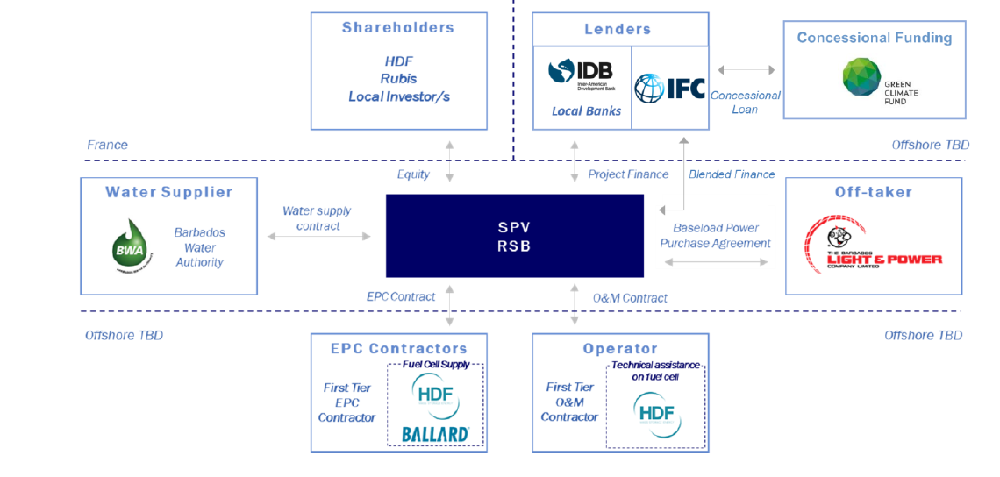 Shareholders
HDF
Rubis
Local Investor/s
Lenders
IDB
Inter-American
Development Bank
Local Banks
IFC
Concessional
Loan
Concessional Funding
GREEN
CLIMATE
FUND
France
Offshore TBD
Equity
Project Finance
Blended Finance
Water Supplier
BWA
Barbados
Water
Authority
Water supply
contract
SPV
RSB
Baseload Power
Purchase Agreement
Off-taker
THE BARBADOS
LIGHT & POWER
COMPANY LIMITED
EPC Contract
O&M Contract
Offshore TBD
Offshore TBD
EPC Contractors
Fuel Cell Supply
First Tier
EPC
Contractor
HDF
BALLARD
Operator
Technical assistance
on fuel cell
First Tier
O&M
Contractor
HDF